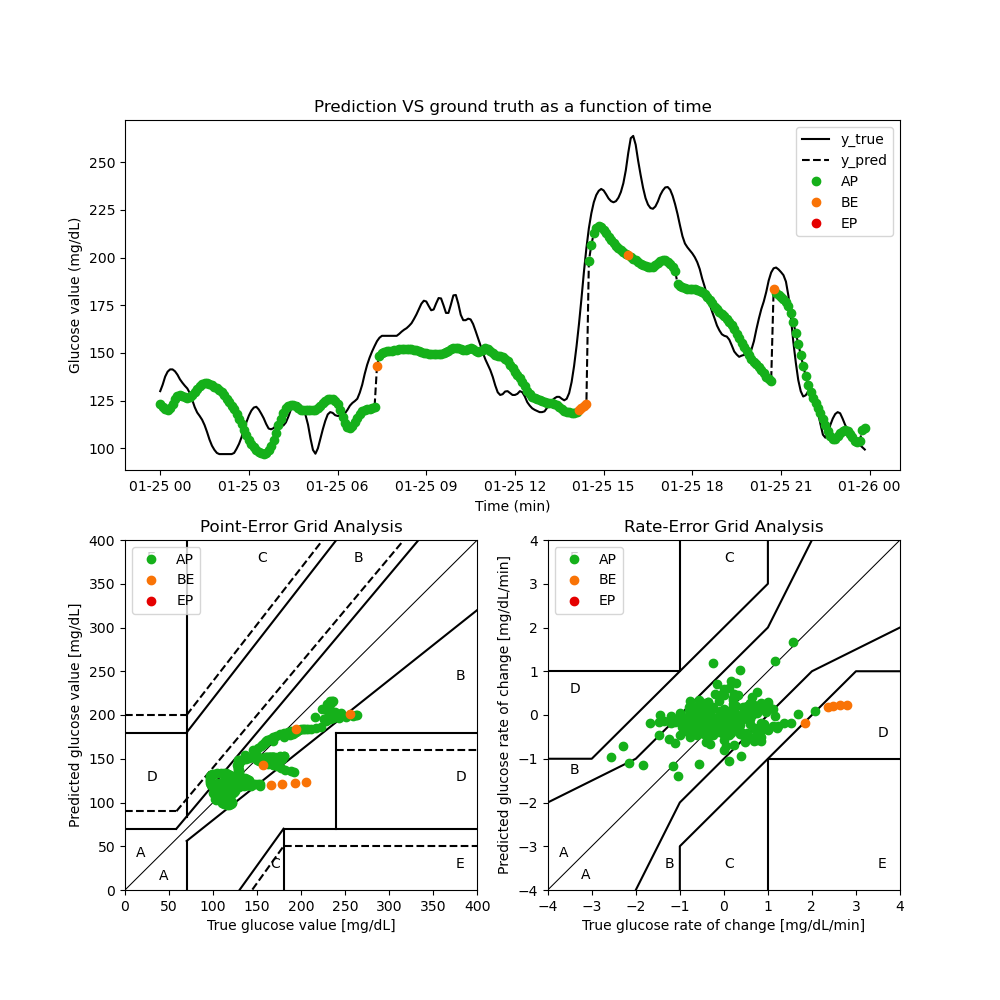 Prediction VS ground truth as a function of time
Glucose value (mg/dL)
250
225
200
175
150
125
100
y_true
y_pred
AP
BE
EP
01-25 00 01-25 03 01-25 06 01-25 09 01-25 12 01-25 15 01-25 18 01-25 21 01-26 00
Time (min)
Point-Error Grid Analysis
Predicted glucose value [mg/dL]
400
350
300
250
200
150
100
50
0
AP
BE
EP
C
B
B
D
D
A
A
C
E
0 50 100 150 200 250 300 350 400
True glucose value [mg/dL]
Rate-Error Grid Analysis
Predicted glucose rate of change [mg/dL/min]
4
3
2
1
0
−1
−2
−3
−4
AP
BE
EP
C
D
D
B
A
A
B
C
E
−4 −3 −2 −1 0 1 2 3 4
True glucose rate of change [mg/dL/min]